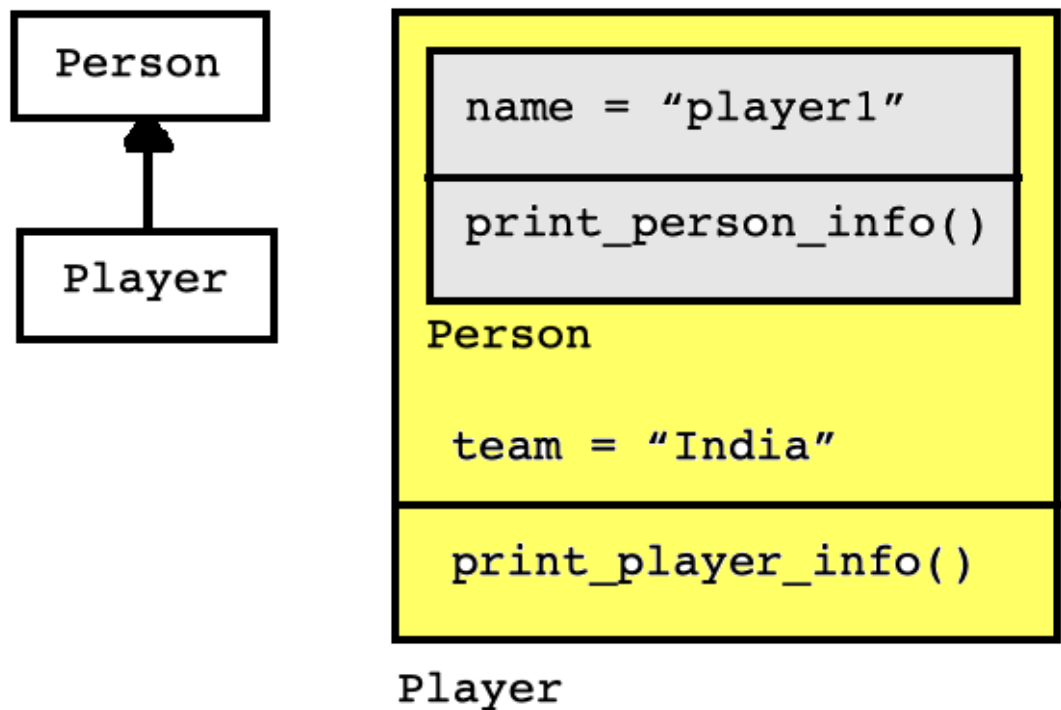 Person
Player
name = “player1”
print_person_info()
Person
team = “India”
print_player_info()
Player